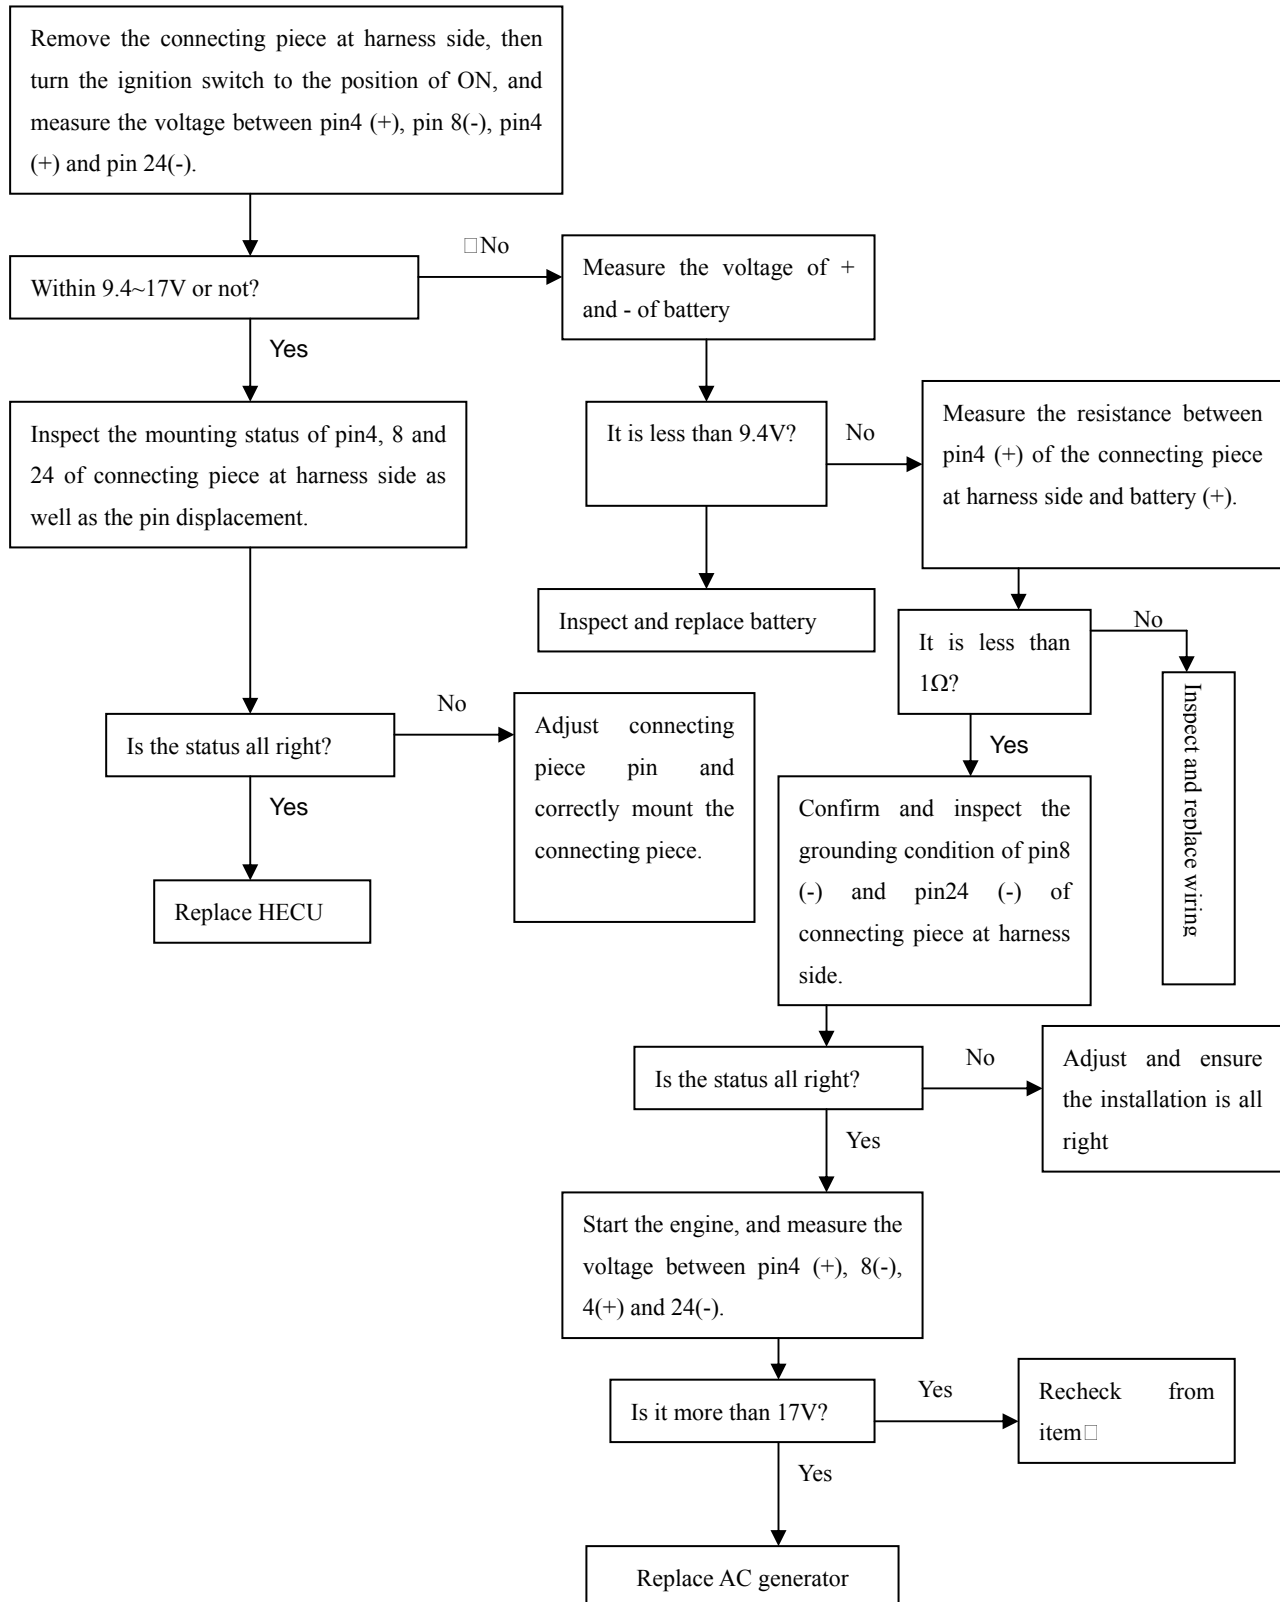 Remove the connecting piece at harness side, then
turn the ignition switch to the position of ON, and
measure the voltage between pin4 (+), pin 8(-), pin4
(+) and pin 24(-).
□No
Within 9.4~17V or not?
Measure the voltage of +
and - of battery
Yes
Inspect the mounting status of pin4, 8 and
24 of connecting piece at harness side as
well as the pin displacement.
It is less than 9.4V?
No
Measure the resistance between
pin4 (+) of the connecting piece
at harness side and battery (+).
Inspect and replace battery
It is less than
1Ω?
No
Inspect and replace wiring
Is the status all right?
No
Adjust connecting
piece pin and
correctly mount the
connecting piece.
Yes
Replace HECU
Yes
Confirm and inspect the
grounding condition of pin8
(-) and pin24 (-) of
connecting piece at harness
side.
Is the status all right?
No
Adjust and ensure
the installation is all
right
Yes
Start the engine, and measure the
voltage between pin4 (+), 8(-),
4(+) and 24(-).
Is it more than 17V?
Yes
Recheck from
item□
Yes
Replace AC generator